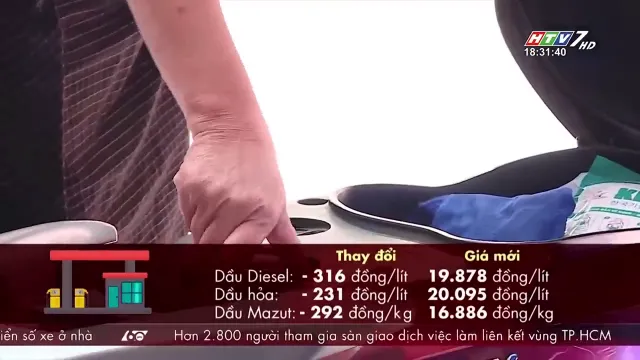 HTV7 HD
18:31:40
Thay đổi Giá mới
Dầu Diesel: - 316 đồng/lít 19.878 đồng/lít
Dầu hỏa: - 231 đồng/lít 20.095 đồng/lít
Dầu Mazut: - 292 đồng/kg 16.886 đồng/kg
iển số xe ở nhà Hơn 2.800 người tham gia sàn giao dịch việc làm liên kết vùng TP.HCM